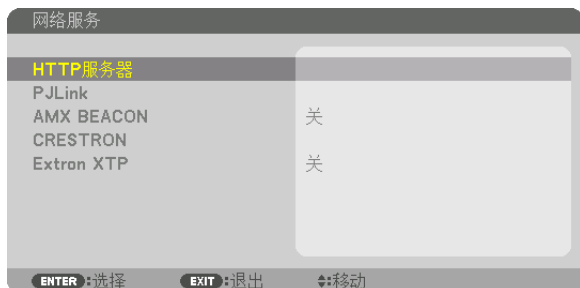 网络服务
HTTP服务器
PJLink
AMX BEACON 关
CRESTRON
Extron XTP 关
ENTER:选择 EXIT:退出 :移动